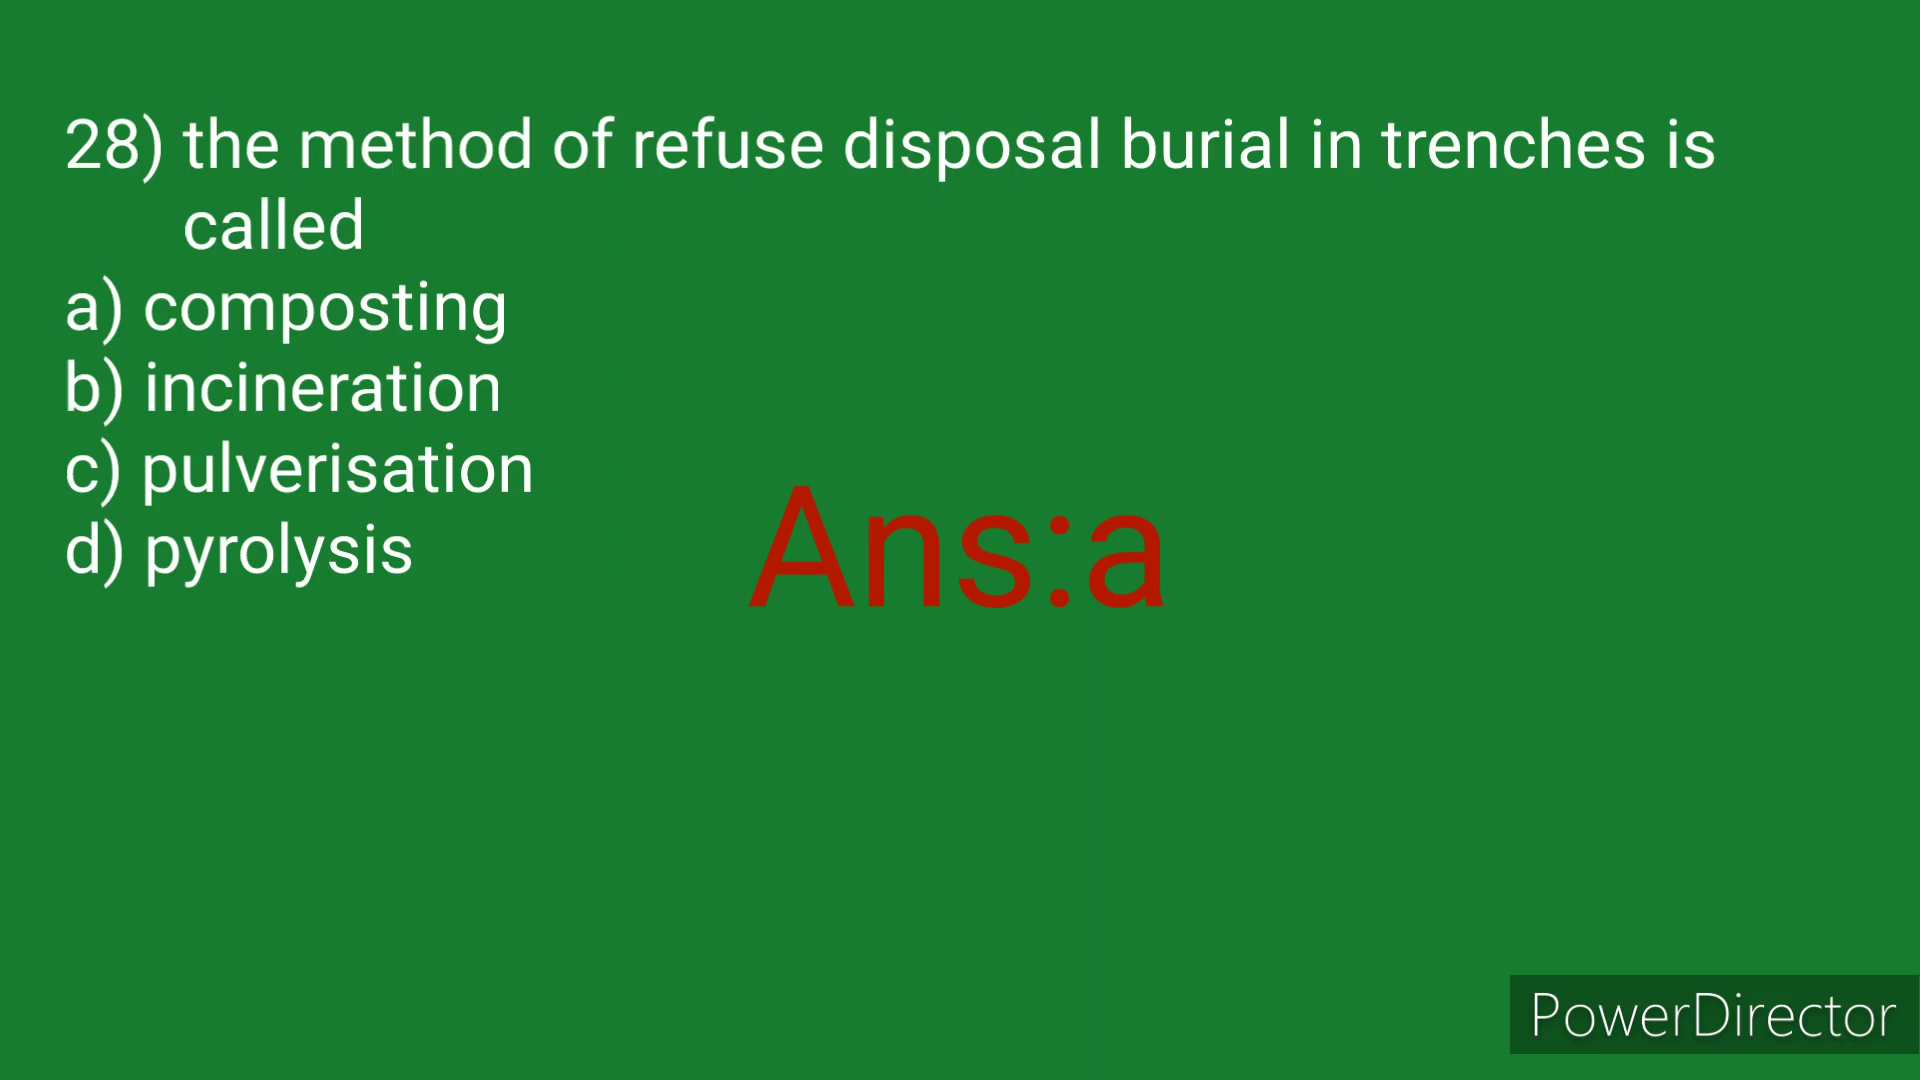 28) the method of refuse disposal burial in trenches is
called
a) composting
b) incineration
c) pulverisation
d) pyrolysis
Ans:a
PowerDirector